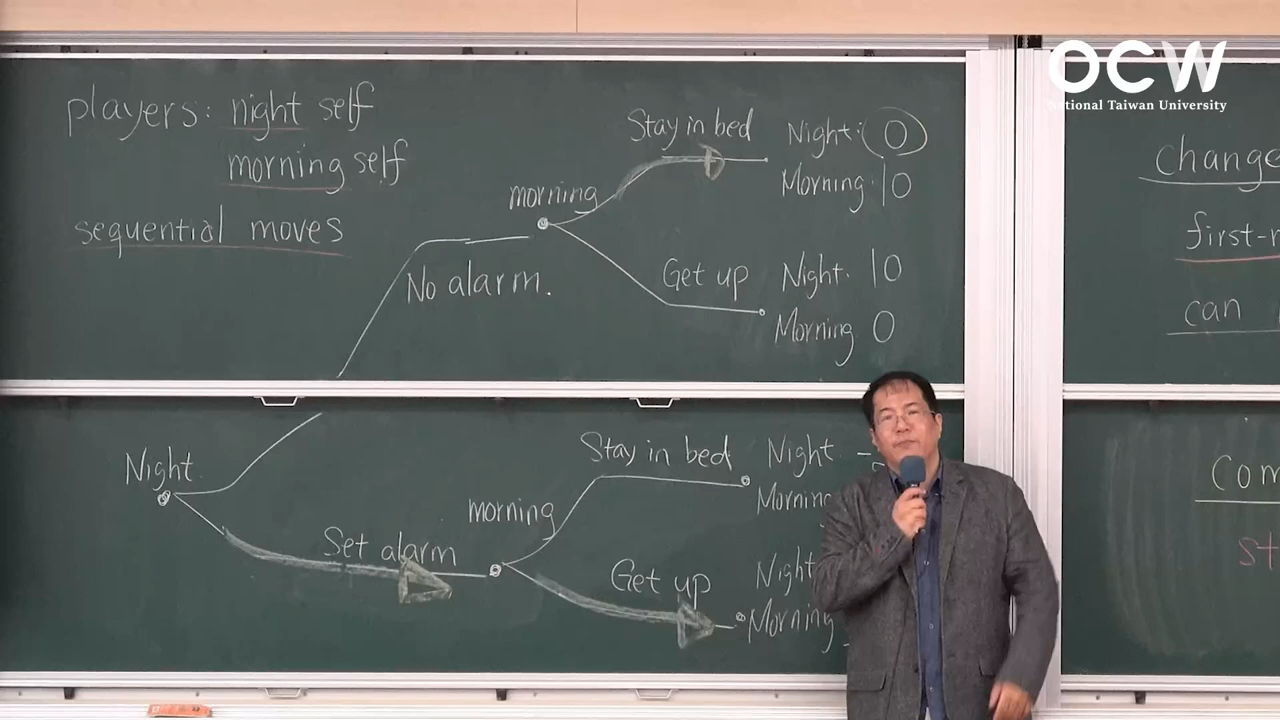 OCW
National Taiwan University
players: night self
morning self
sequential moves
morning
No alarm.
Stay in bed
Night: 0
Morning 10
Get up
Night. 10
Morning 0
change
first-r
can
Night.
Set alarm
morning
Stay in bed
Night. -
Morning
Get up
Night
Morning
com
st